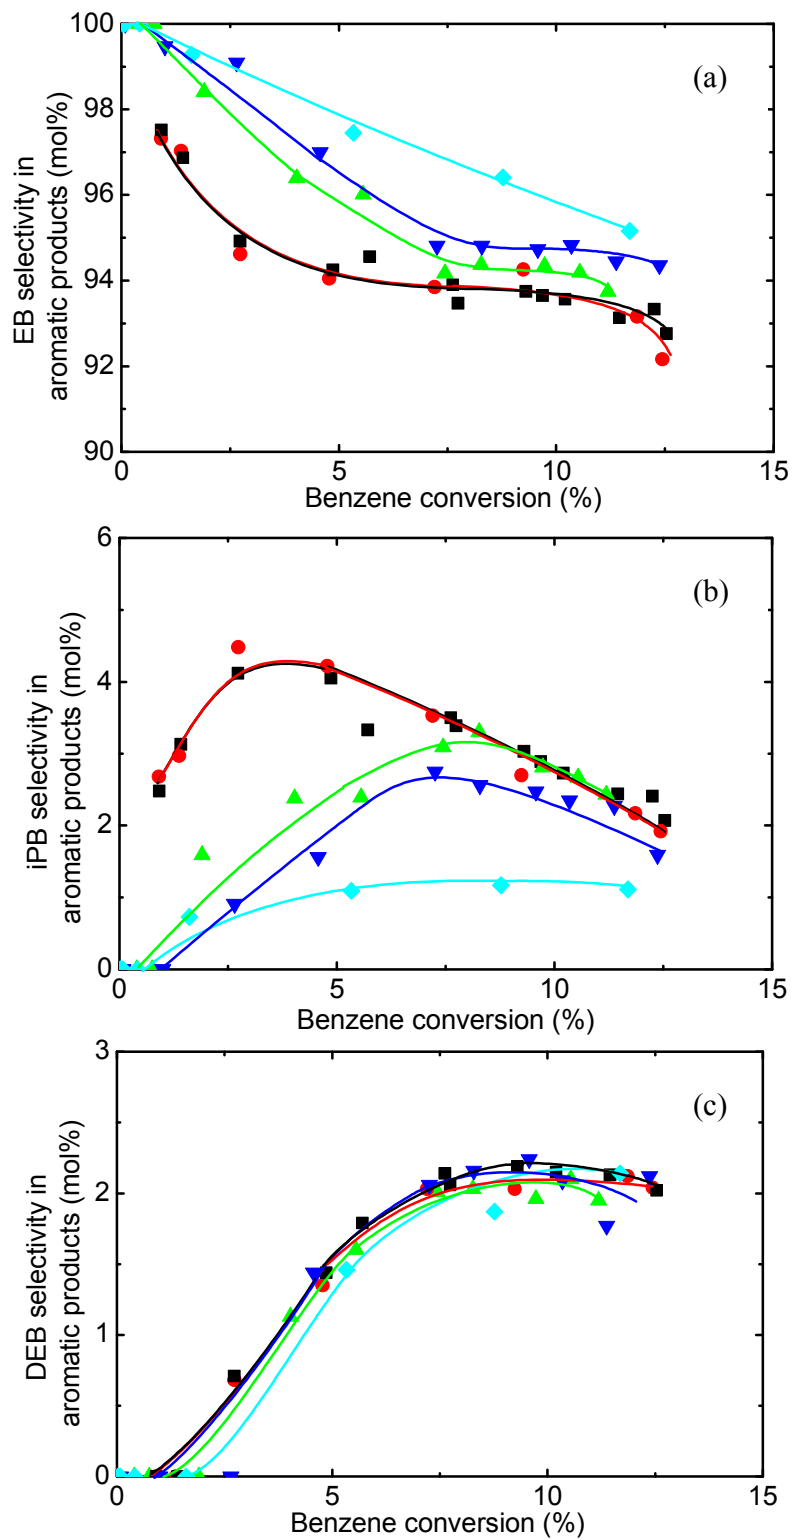 (a)
100
98
96
94
92
90
EB selectivity in
aromatic products (mol%)
0
5
10
15
Benzene conversion (%)
(b)
6
4
2
0
iPB selectivity in
aromatic products (mol%)
0
5
10
15
Benzene conversion (%)
(c)
3
2
1
0
DEB selectivity in
aromatic products (mol%)
0
5
10
15
Benzene conversion (%)